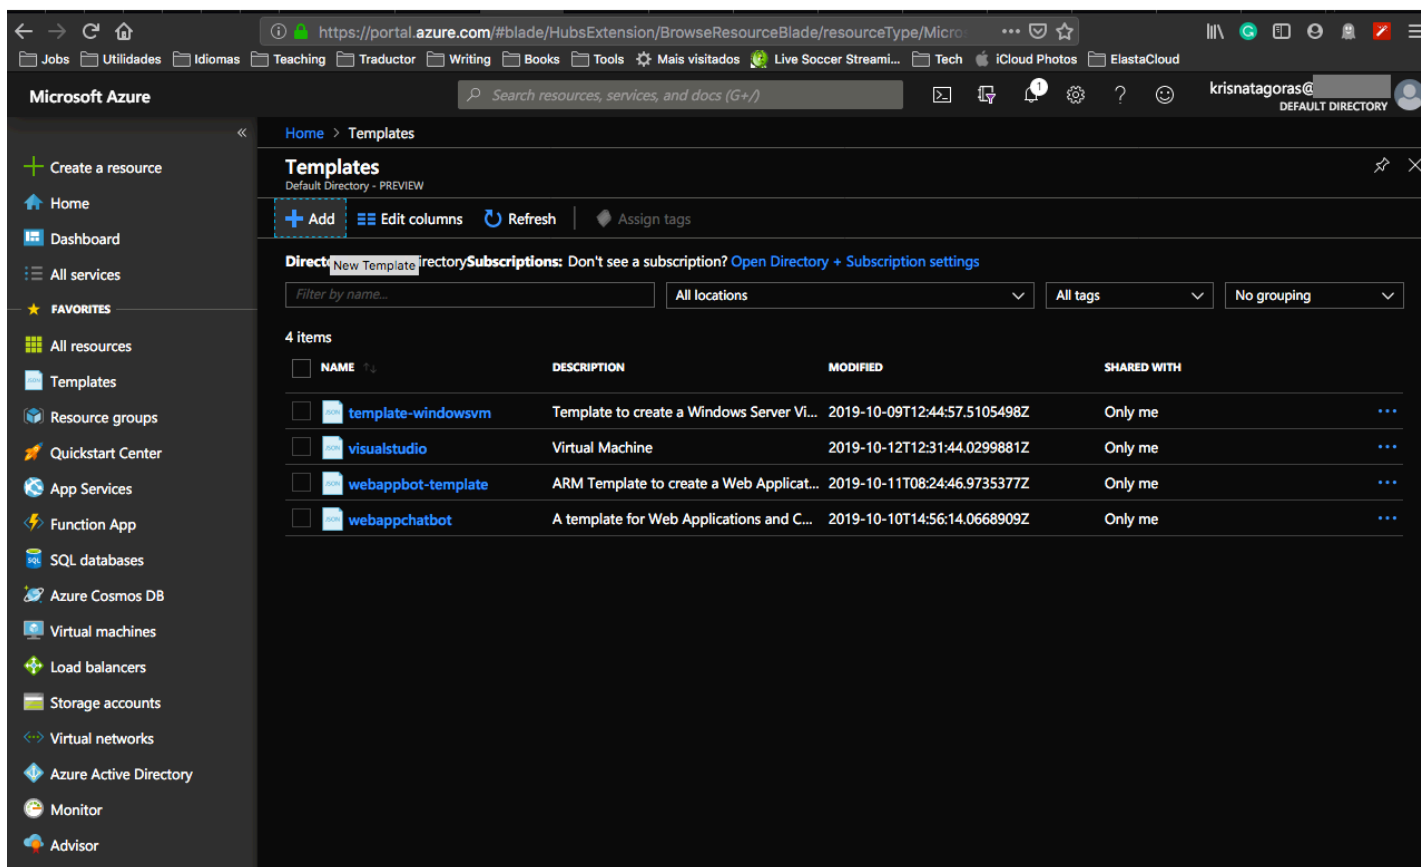 https://portal.azure.com/#blade/HubsExtension/BrowseResourceBlade/resourceType/Micro
Jobs Utilidades Idiomas Teaching Traductor Writing Books Tools Mais visitados Live Soccer Streami... Tech iCloud Photos ElastaCloud
Microsoft Azure
Search resources, services, and docs (G+/)
1
krisnatagoras@
DEFAULT DIRECTORY
Create a resource
Home
Dashboard
All services
FAVORITES
All resources
Templates
Resource groups
Quickstart Center
App Services
Function App
SQL databases
Azure Cosmos DB
Virtual machines
Load balancers
Storage accounts
Virtual networks
Azure Active Directory
Monitor
Advisor
Home > Templates
Templates
Default Directory - PREVIEW
Add Edit columns Refresh Assign tags
Subscriptions: Don't see a subscription? Open Directory + Subscription settings
New Template
Filter by name... All locations All tags No grouping
4 items
NAME DESCRIPTION MODIFIED SHARED WITH
template-windowsvm Template to create a Windows Server Vi... 2019-10-09T12:44:57.5105498Z Only me
visualstudio Virtual Machine 2019-10-12T12:31:44.0299881Z Only me
webappbot-template ARM Template to create a Web Applicat... 2019-10-11T08:24:46.9735377Z Only me
webappchatbot A template for Web Applications and C... 2019-10-10T14:56:14.0668909Z Only me